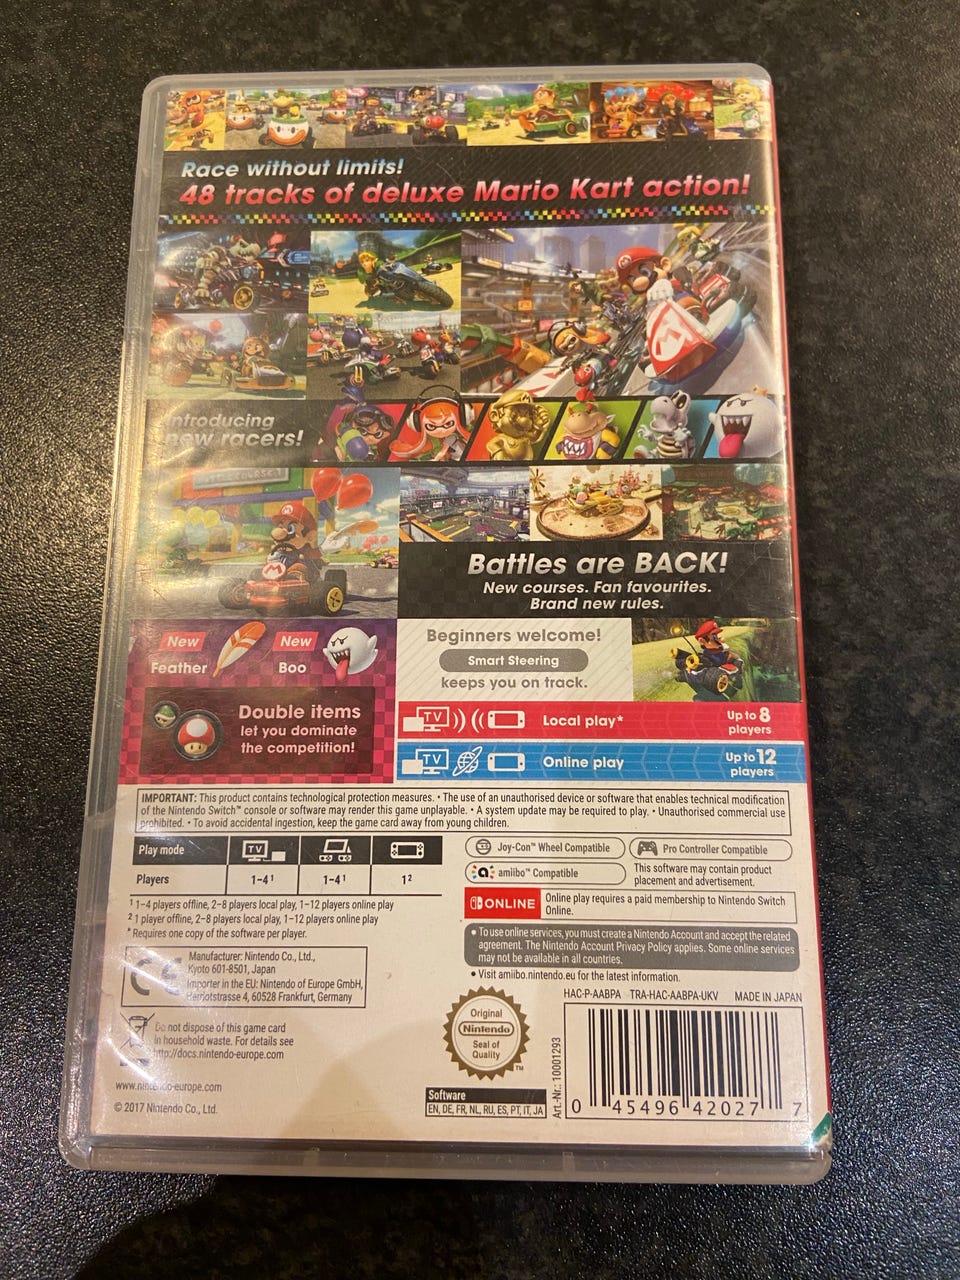 Race without limits!
48 tracks of deluxe Mario Kart action!
Introducing
new racers!
Battles are BACK!
New courses. Fan favourites.
Brand new rules.
New
Feather
New
Boo
Double items
let you dominate
the competition!
Beginners welcome!
Smart Steering
keeps you on track.
TV Local play* Up to 8
players
TV Online play Up to 12
players
IMPORTANT: This product contains technological protection measures. • The use of an unauthorised device or software that enables technical modification
of the Nintendo Switch™ console or software may render this game unplayable. • A system update may be required to play. • Unauthorised commercial use
prohibited. • To avoid accidental ingestion, keep the game card away from young children.
Play mode TV
Players 1-4¹ 1-4¹ 1²
¹ 1–4 players offline, 2–8 players local play, 1–12 players online play
² 1 player offline, 2–8 players local play, 1–12 players online play
* Requires one copy of the software per player.
Joy-Con™ Wheel Compatible
Pro Controller Compatible
amiibo™ Compatible
This software may contain product
placement and advertisement.
ONLINE
Online play requires a paid membership to Nintendo Switch
Online.
• To use online services, you must create a Nintendo Account and accept the related
agreement. The Nintendo Account Privacy Policy applies. Some online services
may not be available in all countries.
• Visit amiibo.nintendo.eu for the latest information.
CE
Manufacturer: Nintendo Co., Ltd.,
Kyoto 601-8501, Japan
Importer in the EU: Nintendo of Europe GmbH,
Herriotstrasse 4, 60528 Frankfurt, Germany
Do not dispose of this game card
in household waste. For details see
http://docs.nintendo-europe.com
www.nintendo-europe.com
© 2017 Nintendo Co., Ltd.
Original
Nintendo
Seal of
Quality
TM
Software
EN, DE, FR, NL, RU, ES, PT, IT, JA
Art.-Nr.: 10001293
HAC-P-AABPA TRA-HAC-AABPA-UKV MADE IN JAPAN
0 45496 42027 7